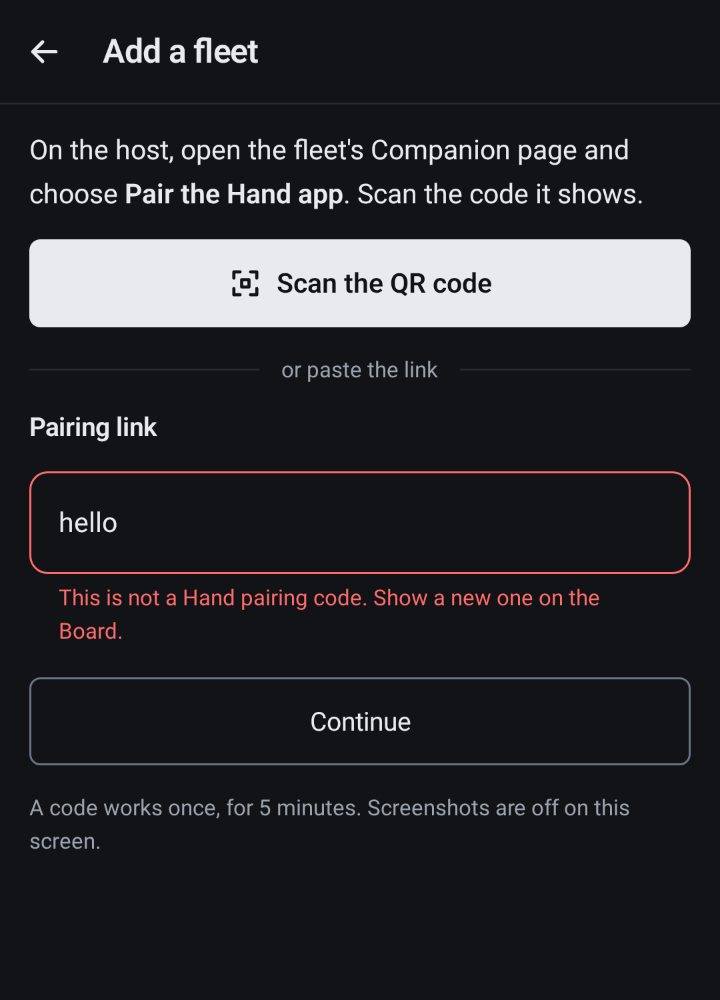 Add a fleet
On the host, open the fleet's Companion page and
choose Pair the Hand app. Scan the code it shows.
Scan the QR code
or paste the link
Pairing link
hello
This is not a Hand pairing code. Show a new one on the
Board.
Continue
A code works once, for 5 minutes. Screenshots are off on this
screen.